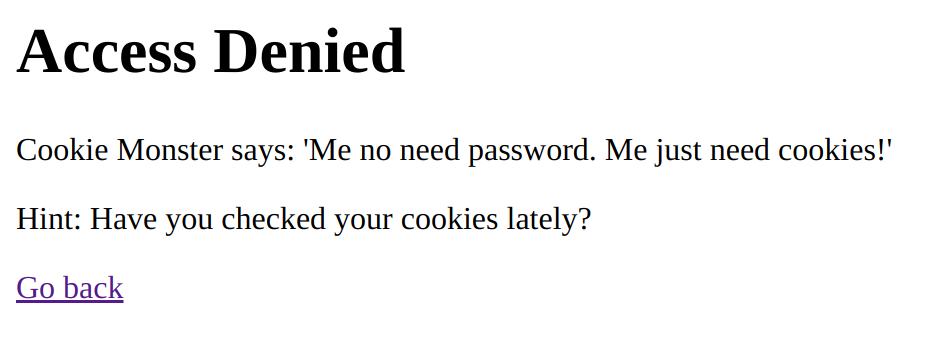 Access Denied
Cookie Monster says: 'Me no need password. Me just need cookies!'
Hint: Have you checked your cookies lately?
Go back